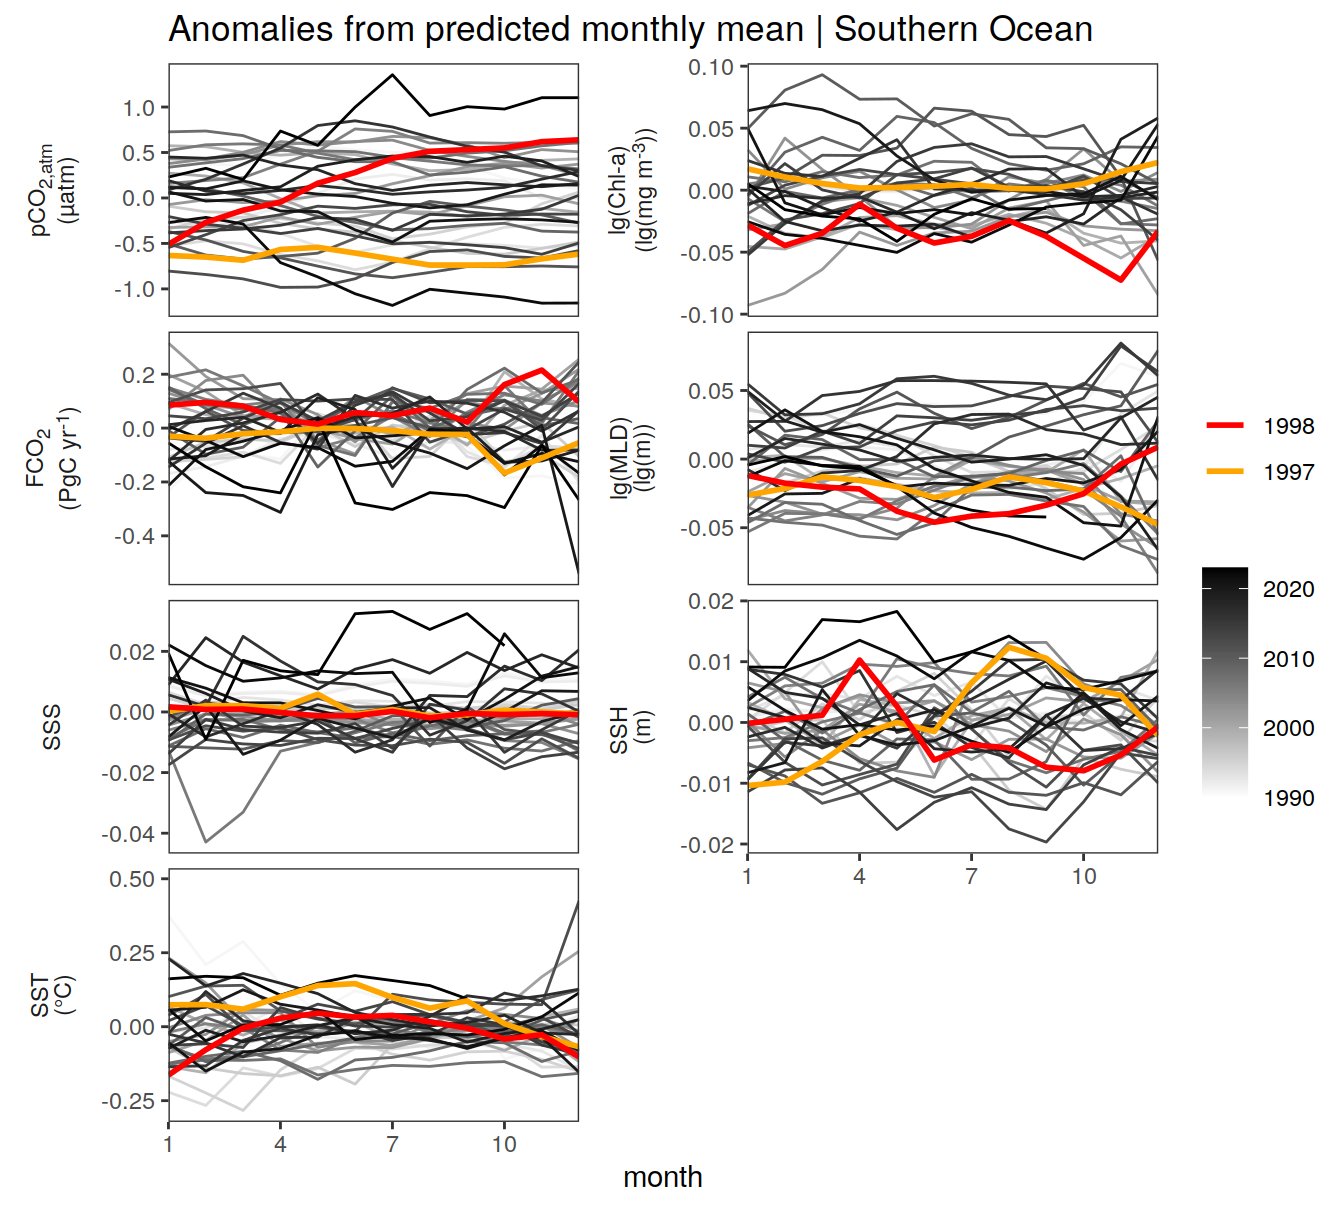 Anomalies from predicted monthly mean | Southern Ocean
pCO2,atm
(µatm)
1.0
0.5
0.0
-0.5
-1.0
lg(Chl-a)
(lg(mg m-3))
0.10
0.05
0.00
-0.05
-0.10
FCO2
(PgC yr-1)
0.2
0.0
-0.2
-0.4
lg(MLD)
(lg(m))
0.05
0.00
-0.05
SSS
0.02
0.00
-0.02
-0.04
SSH
(m)
0.02
0.01
0.00
-0.01
-0.02
1 4 7 10
SST
(°C)
0.50
0.25
0.00
-0.25
1 4 7 10
month
1998
1997
2020
2010
2000
1990